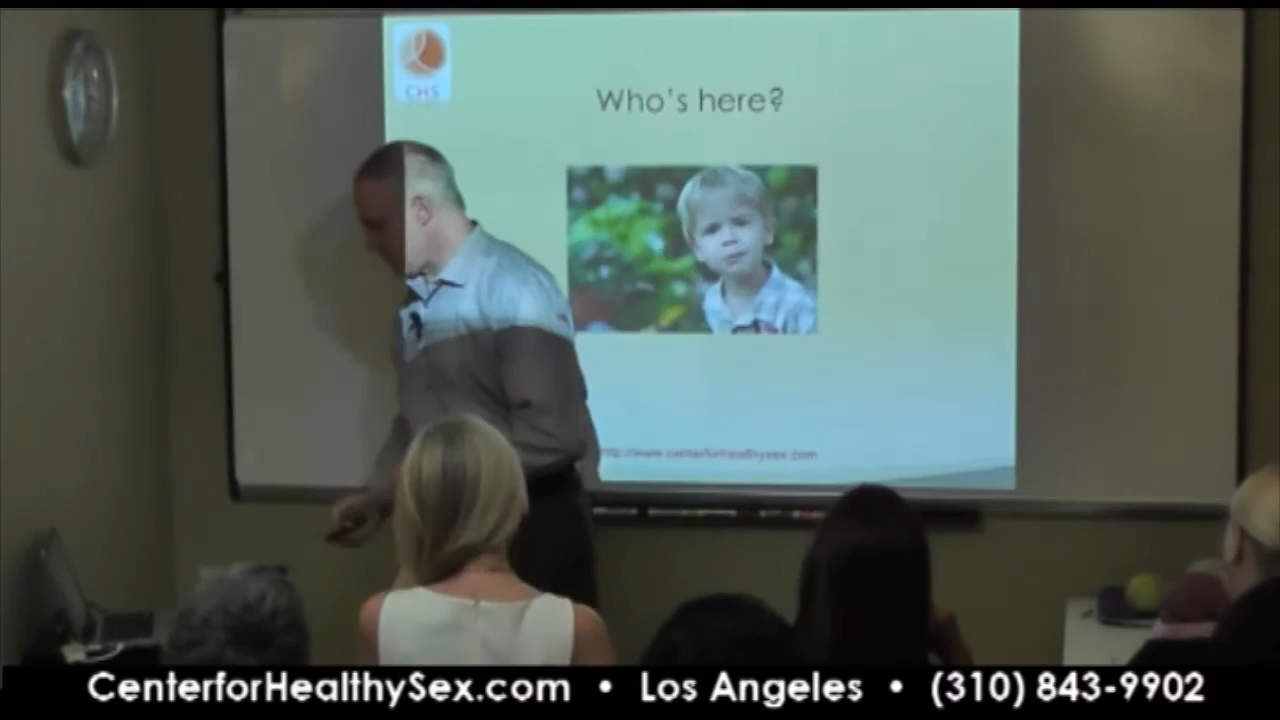 CHS
Who's here?
http://www.centerforhealthysex.com
CenterforHealthySex.com • Los Angeles • (310) 843-9902